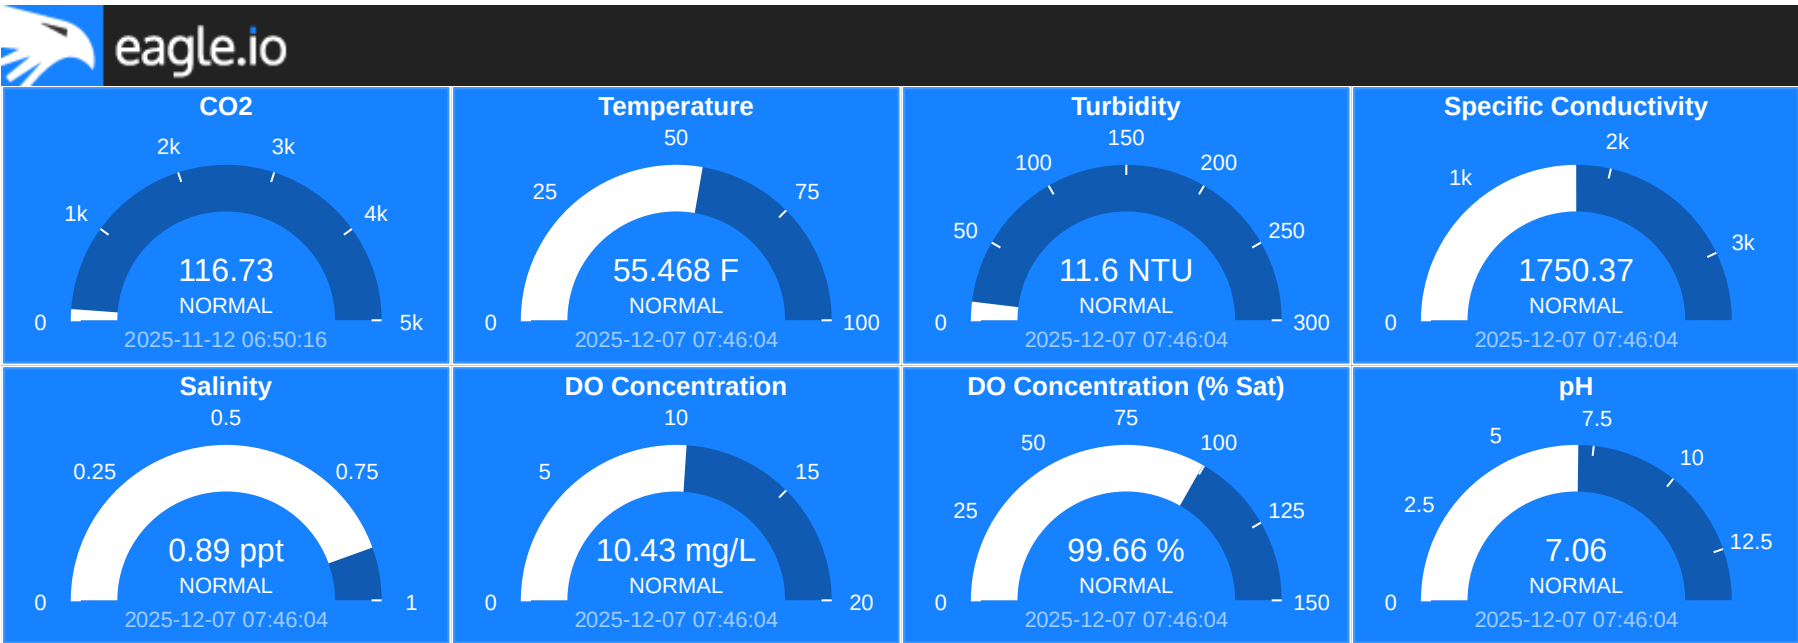 eagle.io
CO2
2k
3k
1k
4k
116.73
NORMAL
0
5k
2025-11-12 06:50:16
Temperature
50
25
75
55.468 F
NORMAL
0
100
2025-12-07 07:46:04
Turbidity
150
100
200
50
250
11.6 NTU
NORMAL
0
300
2025-12-07 07:46:04
Specific Conductivity
2k
1k
3k
1750.37
NORMAL
0
2025-12-07 07:46:04
Salinity
0.5
0.25
0.75
0.89 ppt
NORMAL
0
1
2025-12-07 07:46:04
DO Concentration
10
5
15
10.43 mg/L
NORMAL
0
20
2025-12-07 07:46:04
DO Concentration (% Sat)
75
50
100
25
125
99.66 %
NORMAL
0
150
2025-12-07 07:46:04
pH
7.5
5
10
2.5
12.5
7.06
NORMAL
0
2025-12-07 07:46:04